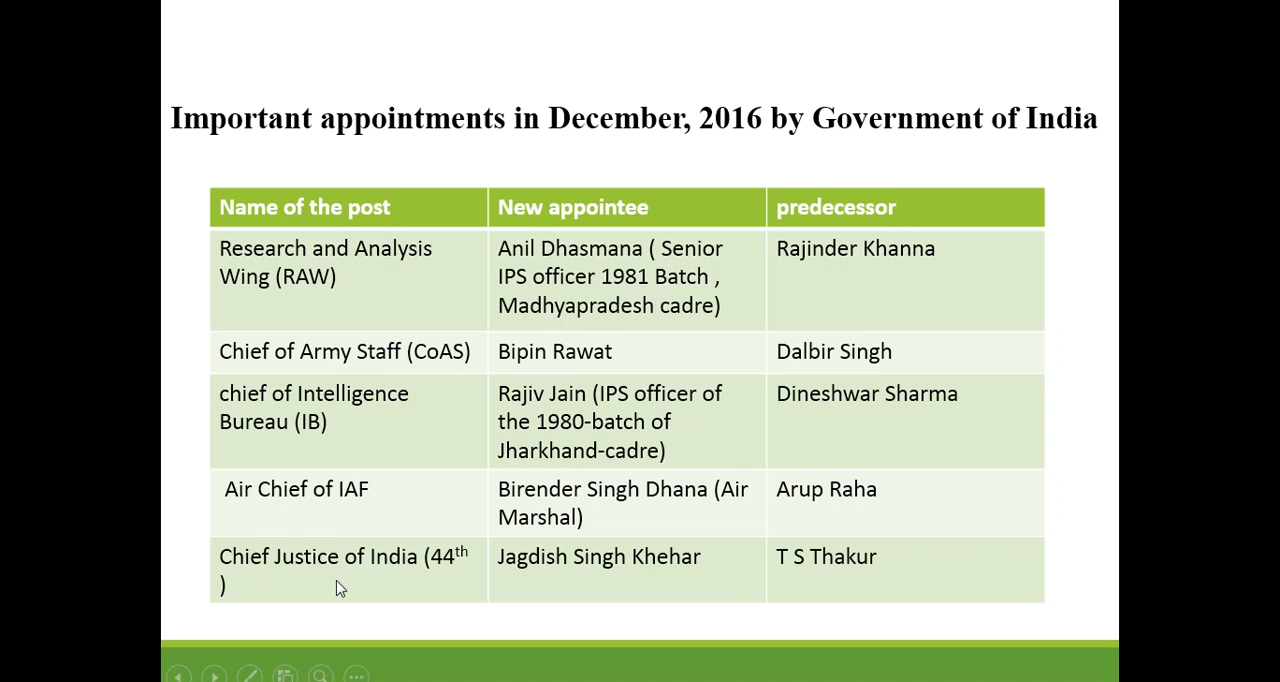 Important appointments in December, 2016 by Government of India
Name of the post
New appointee
predecessor
Research and Analysis
Wing (RAW)
Anil Dhasmana ( Senior
IPS officer 1981 Batch ,
Madhyapradesh cadre)
Rajinder Khanna
Chief of Army Staff (CoAS)
Bipin Rawat
Dalbir Singh
chief of Intelligence
Bureau (IB)
Rajiv Jain (IPS officer of
the 1980-batch of
Jharkhand-cadre)
Dineshwar Sharma
Air Chief of IAF
Birender Singh Dhana (Air
Marshal)
Arup Raha
Chief Justice of India (44th
)
Jagdish Singh Khehar
T S Thakur